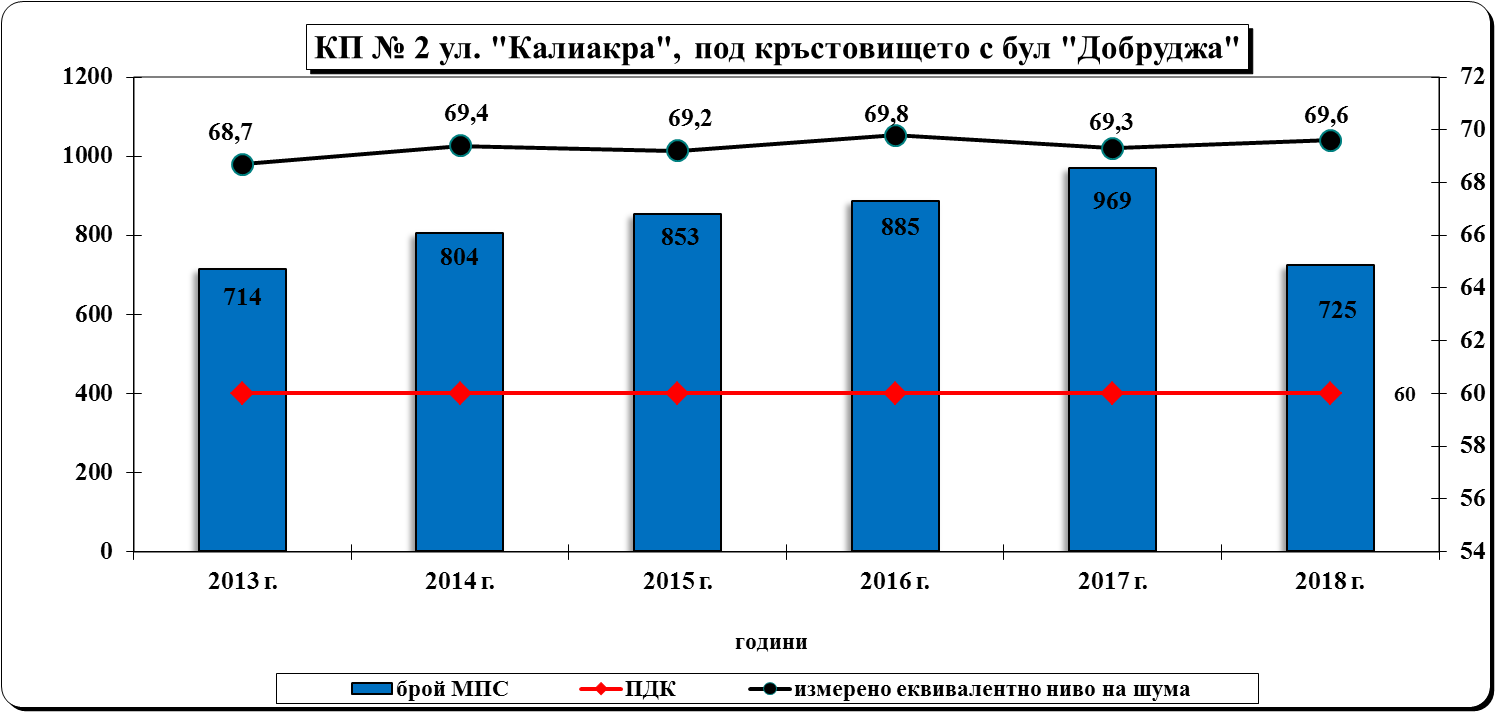 КП № 2 ул. "Калиакра", под кръстовището с бул "Добруджа"
1200
1000
800
600
400
200
0
72
70
68
66
64
62
60
58
56
54
68,7
69,4
69,2
69,8
69,3
69,6
714
804
853
885
969
725
60
2013 г.
2014 г.
2015 г.
2016 г.
2017 г.
2018 г.
години
брой МПС
ПДК
измерено еквивалентно ниво на шума